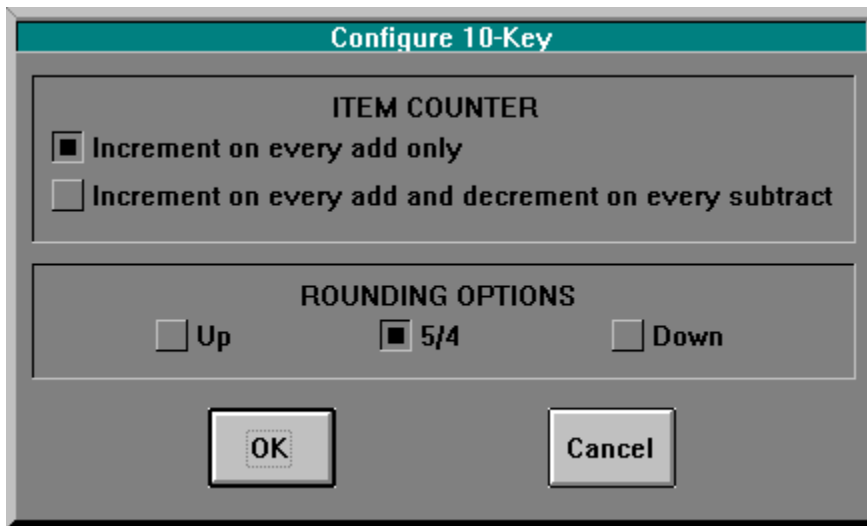 Configure 10-Key
ITEM COUNTER
Increment on every add only
Increment on every add and decrement on every subtract
ROUNDING OPTIONS
Up 5/4 Down
OK Cancel